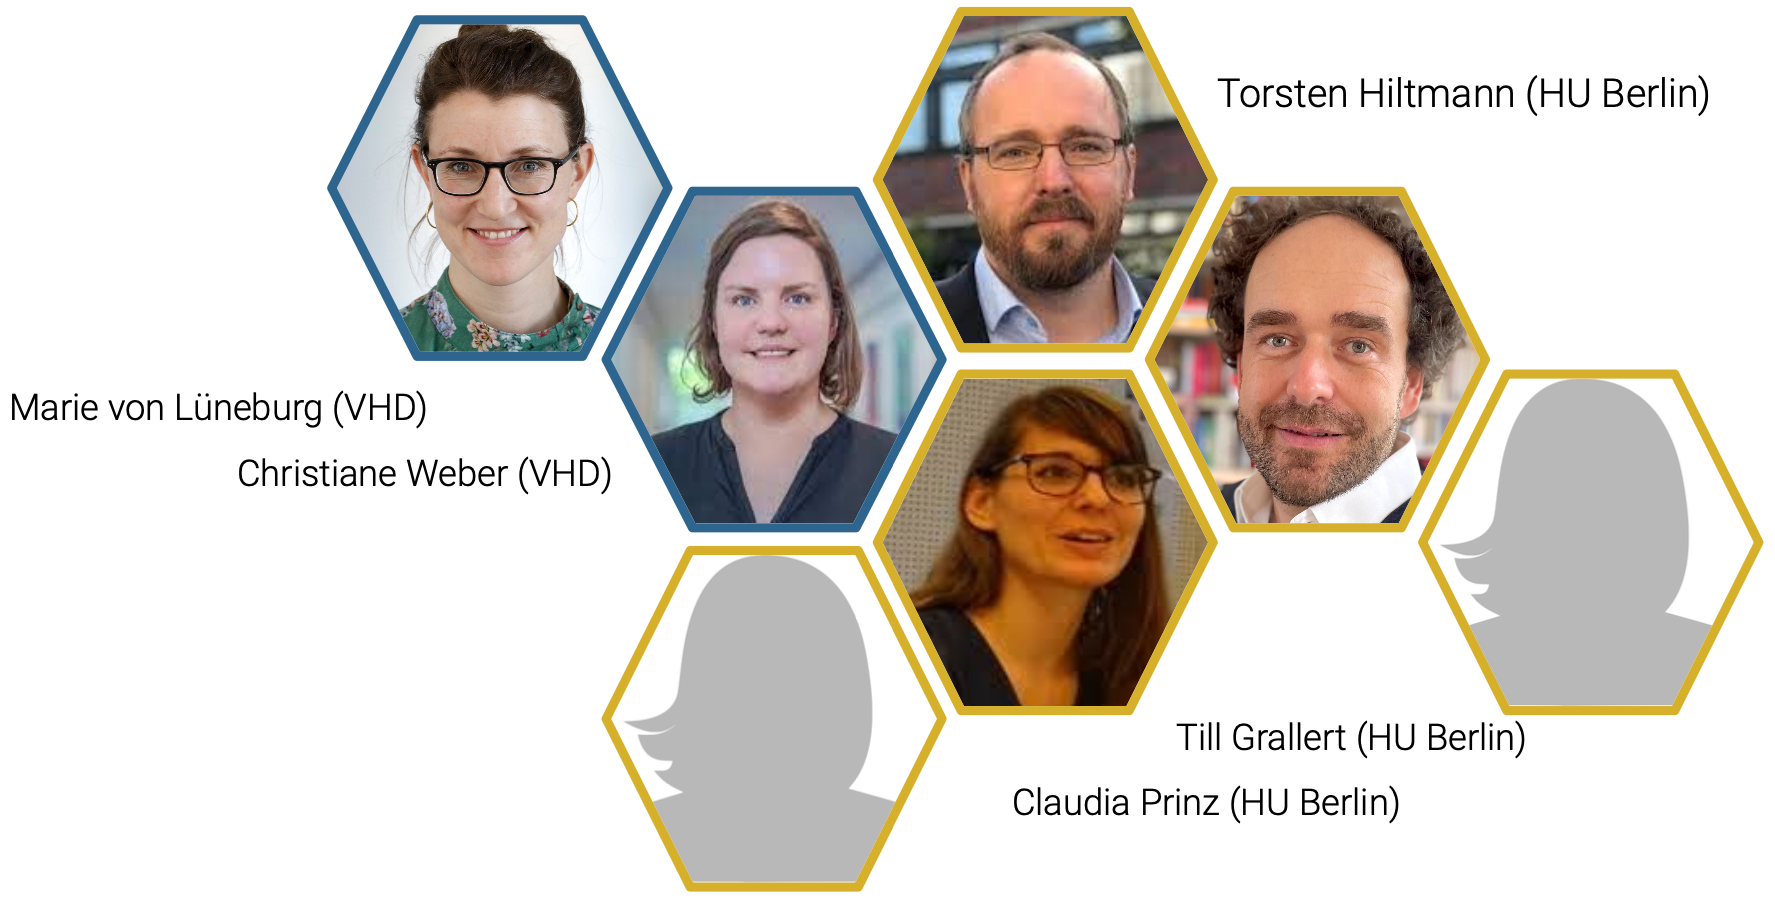 Torsten Hiltmann (HU Berlin)
Marie von Lüneburg (VHD)
Christiane Weber (VHD)
Till Grallert (HU Berlin)
Claudia Prinz (HU Berlin)